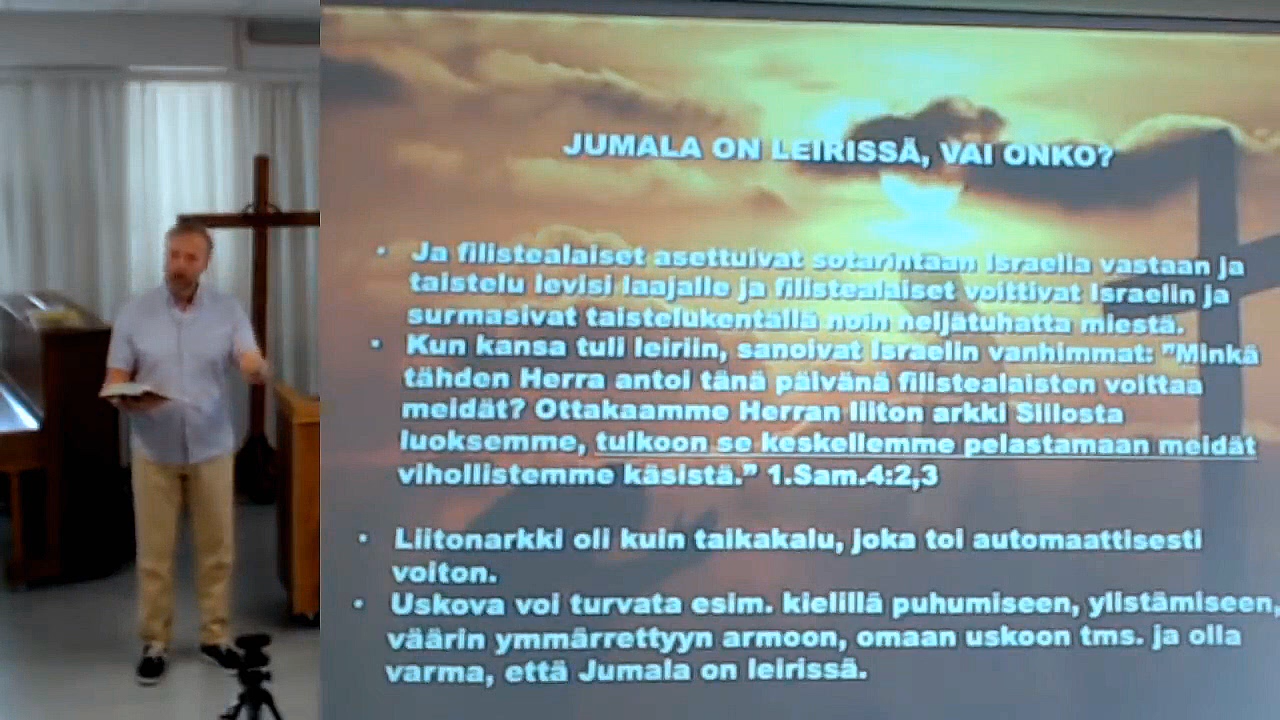 JUMALA ON LEIRISSÄ, VAI ONKO?
• Ja filistealaiset asettuivat sotarintaan Israelia vastaan ja
taistelu levisi laajalle ja filistealaiset voittivat Israelin ja
surmasivat taistelukentällä noin neljätuhatta miestä.
• Kun kansa tuli leiriin, sanoivat Israelin vanhimmat: "Minkä
tähden Herra antoi tänä päivänä filistealaisten voittaa
meidät? Ottakaamme Herran liiton arkki Siilosta
luoksemme, tulkoon se keskellemme pelastamaan meidät
vihollistemme käsistä." 1.Sam.4:2,3
• Liitonarkki oli kuin taikakalu, joka toi automaattisesti
voiton.
• Uskova voi turvata esim. kielillä puhumiseen, ylistämiseen,
väärin ymmärrettyyn armoon, omaan uskoon tms. ja olla
varma, että Jumala on leirissä.